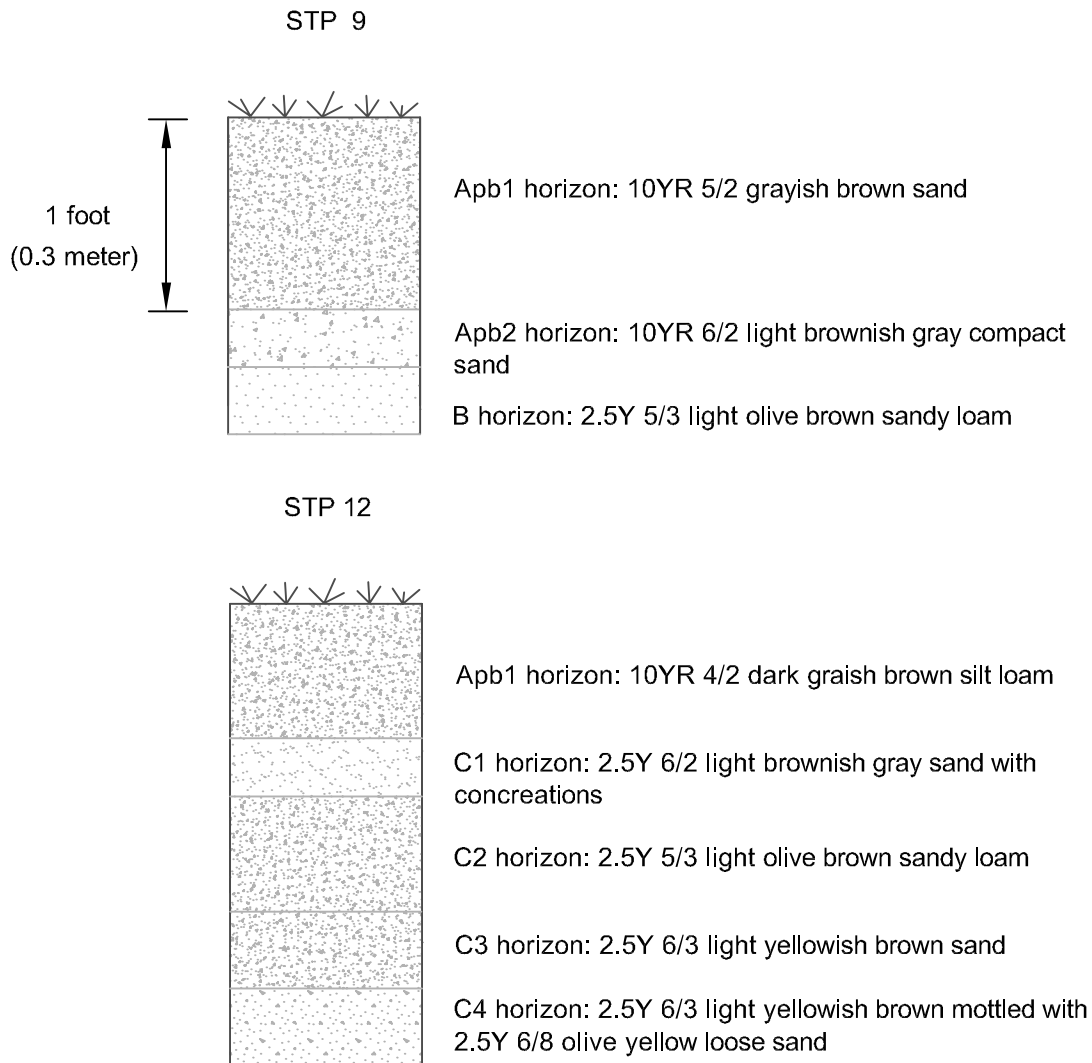 STP 9
1 foot
(0.3 meter)
Apb1 horizon: 10YR 5/2 grayish brown sand
Apb2 horizon: 10YR 6/2 light brownish gray compact
sand
B horizon: 2.5Y 5/3 light olive brown sandy loam
STP 12
Apb1 horizon: 10YR 4/2 dark graish brown silt loam
C1 horizon: 2.5Y 6/2 light brownish gray sand with
concreations
C2 horizon: 2.5Y 5/3 light olive brown sandy loam
C3 horizon: 2.5Y 6/3 light yellowish brown sand
C4 horizon: 2.5Y 6/3 light yellowish brown mottled with
2.5Y 6/8 olive yellow loose sand